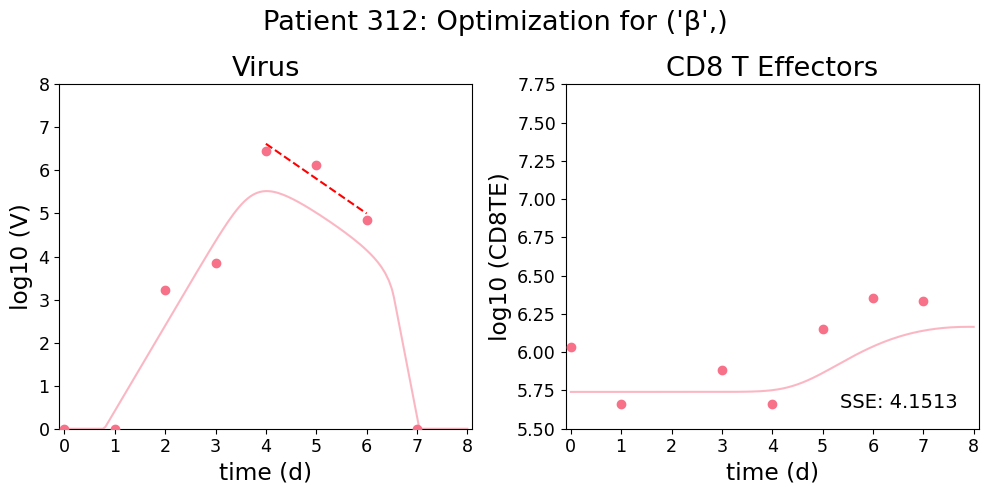 Patient 312: Optimization for ('β',)
Virus
CD8 T Effectors
log10 (V)
8
7
6
5
4
3
2
1
0
0 1 2 3 4 5 6 7 8
time (d)
log10 (CD8TE)
7.75
7.50
7.25
7.00
6.75
6.50
6.25
6.00
5.75
5.50
SSE: 4.1513
0 1 2 3 4 5 6 7 8
time (d)